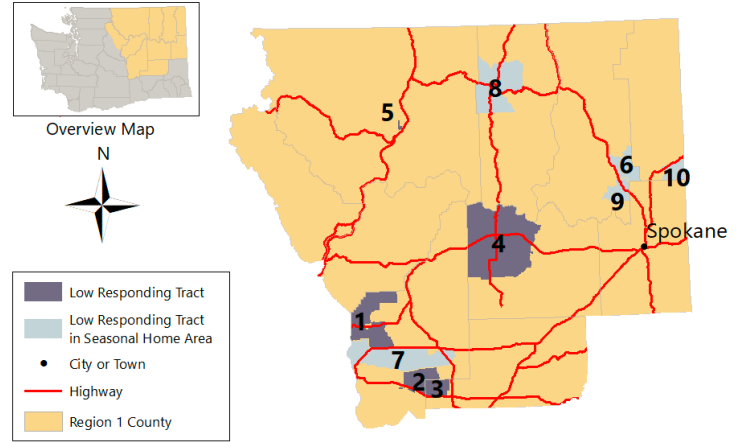 Overview Map
N
Low Responding Tract
Low Responding Tract
in Seasonal Home Area
City or Town
Highway
Region 1 County
8
5
6
10
9
Spokane
4
1
7
2
3